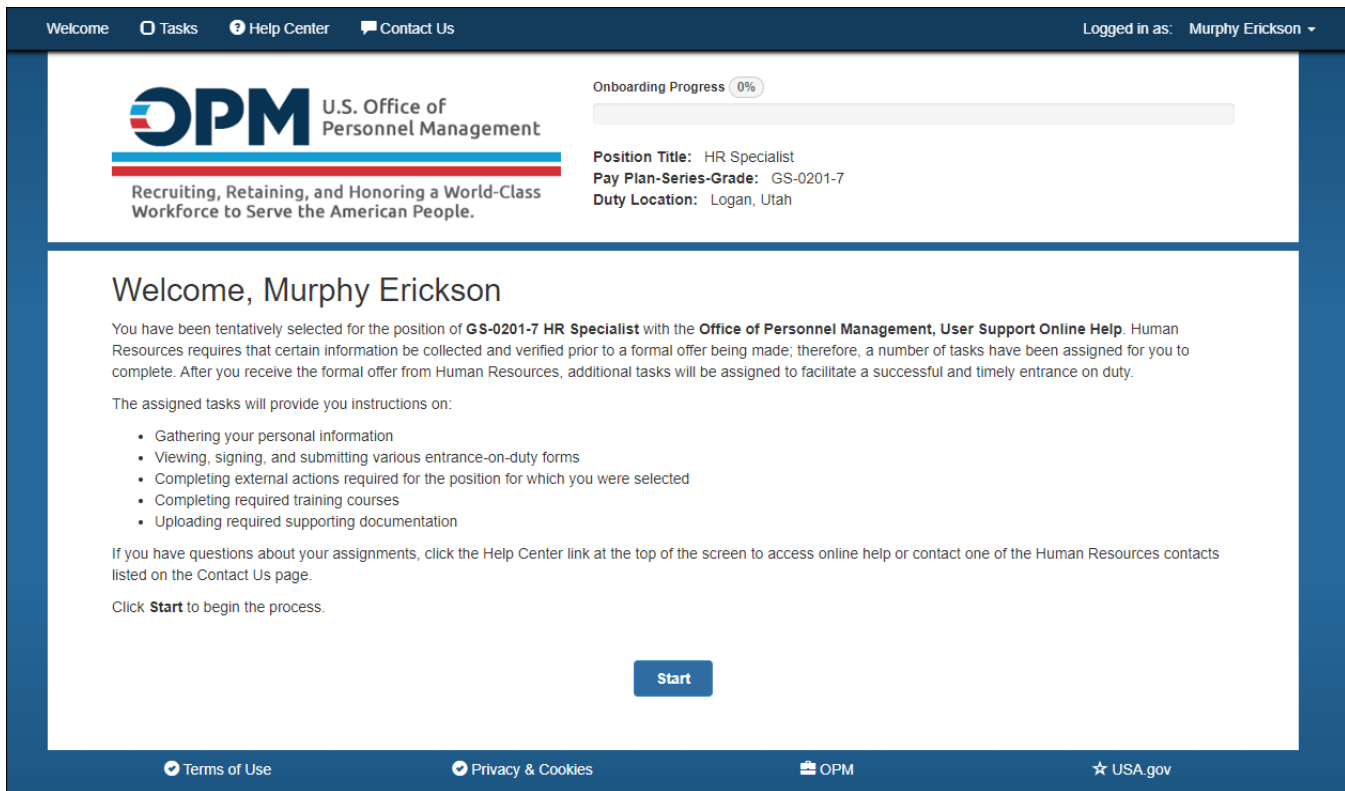 Welcome Tasks Help Center Contact Us Logged in as: Murphy Erickson
OPM U.S. Office of
Personnel Management
Recruiting, Retaining, and Honoring a World-Class
Workforce to Serve the American People.
Onboarding Progress 0%
Position Title: HR Specialist
Pay Plan-Series-Grade: GS-0201-7
Duty Location: Logan, Utah
Welcome, Murphy Erickson
You have been tentatively selected for the position of GS-0201-7 HR Specialist with the Office of Personnel Management, User Support Online Help. Human
Resources requires that certain information be collected and verified prior to a formal offer being made; therefore, a number of tasks have been assigned for you to
complete. After you receive the formal offer from Human Resources, additional tasks will be assigned to facilitate a successful and timely entrance on duty.
The assigned tasks will provide you instructions on:
• Gathering your personal information
• Viewing, signing, and submitting various entrance-on-duty forms
• Completing external actions required for the position for which you were selected
• Completing required training courses
• Uploading required supporting documentation
If you have questions about your assignments, click the Help Center link at the top of the screen to access online help or contact one of the Human Resources contacts
listed on the Contact Us page.
Click Start to begin the process.
Start
Terms of Use Privacy & Cookies OPM USA.gov